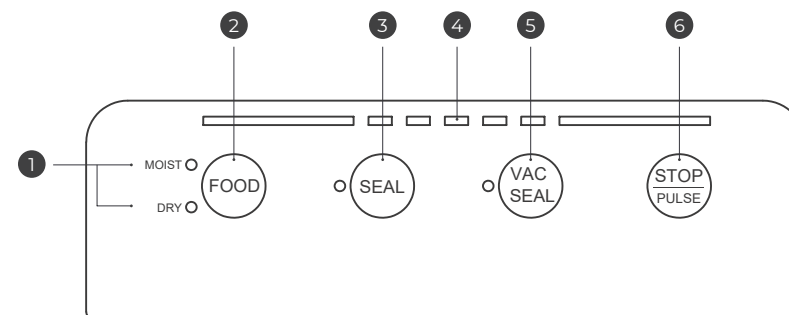 2 3 4 5 6
1
MOIST
DRY
FOOD
SEAL
VAC
SEAL
STOP
PULSE